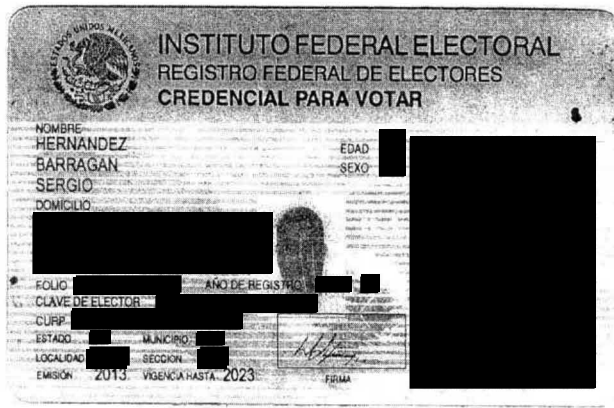 ESTADOS UNIDOS MEXICANOS
INSTITUTO FEDERAL ELECTORAL
REGISTRO FEDERAL DE ELECTORES
CREDENCIAL PARA VOTAR
NOMBRE
HERNANDEZ
BARRAGAN
SERGIO
EDAD
SEXO
DOMICILIO
FOLIO AÑO DE REGISTRO
CLAVE DE ELECTOR
CURP
ESTADO MUNICIPIO
LOCALIDAD SECCION
EMISIÓN 2013 VIGENCIA HASTA 2023
FIRMA